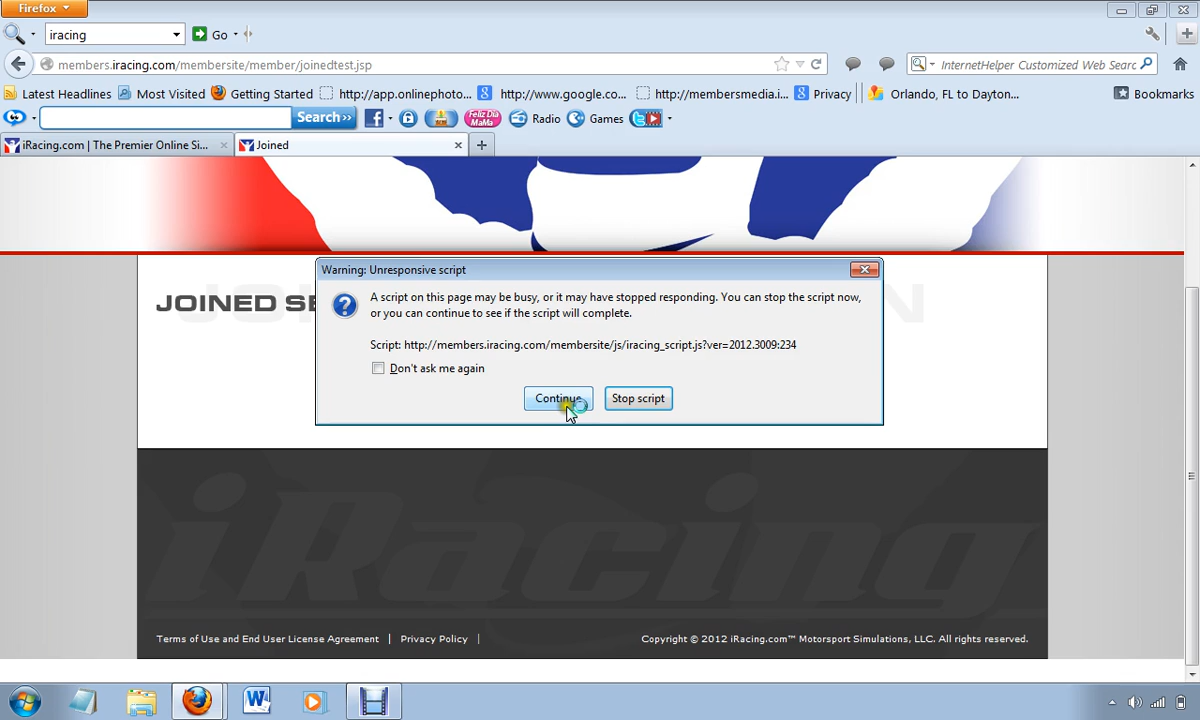 Firefox
iracing
Go
members.iracing.com/membersite/member/joinedtest.jsp
InternetHelper Customized Web Searc
Latest Headlines
Most Visited
Getting Started
http://app.onlinephoto...
http://www.google.co...
http://membersmedia.i...
Privacy
Orlando, FL to Dayton...
Bookmarks
Search>>
Feliz Dia MaMa
Radio
Games
iRacing.com | The Premier Online Si...
Joined
Warning: Unresponsive script
JOINED SE
A script on this page may be busy, or it may have stopped responding. You can stop the script now,
or you can continue to see if the script will complete.
Script: http://members.iracing.com/membersite/js/iracing_script.js?ver=2012.3009:234
Don't ask me again
Continue
Stop script
iRacing
Terms of Use and End User License Agreement | Privacy Policy |
Copyright © 2012 iRacing.com™ Motorsport Simulations, LLC. All rights reserved.